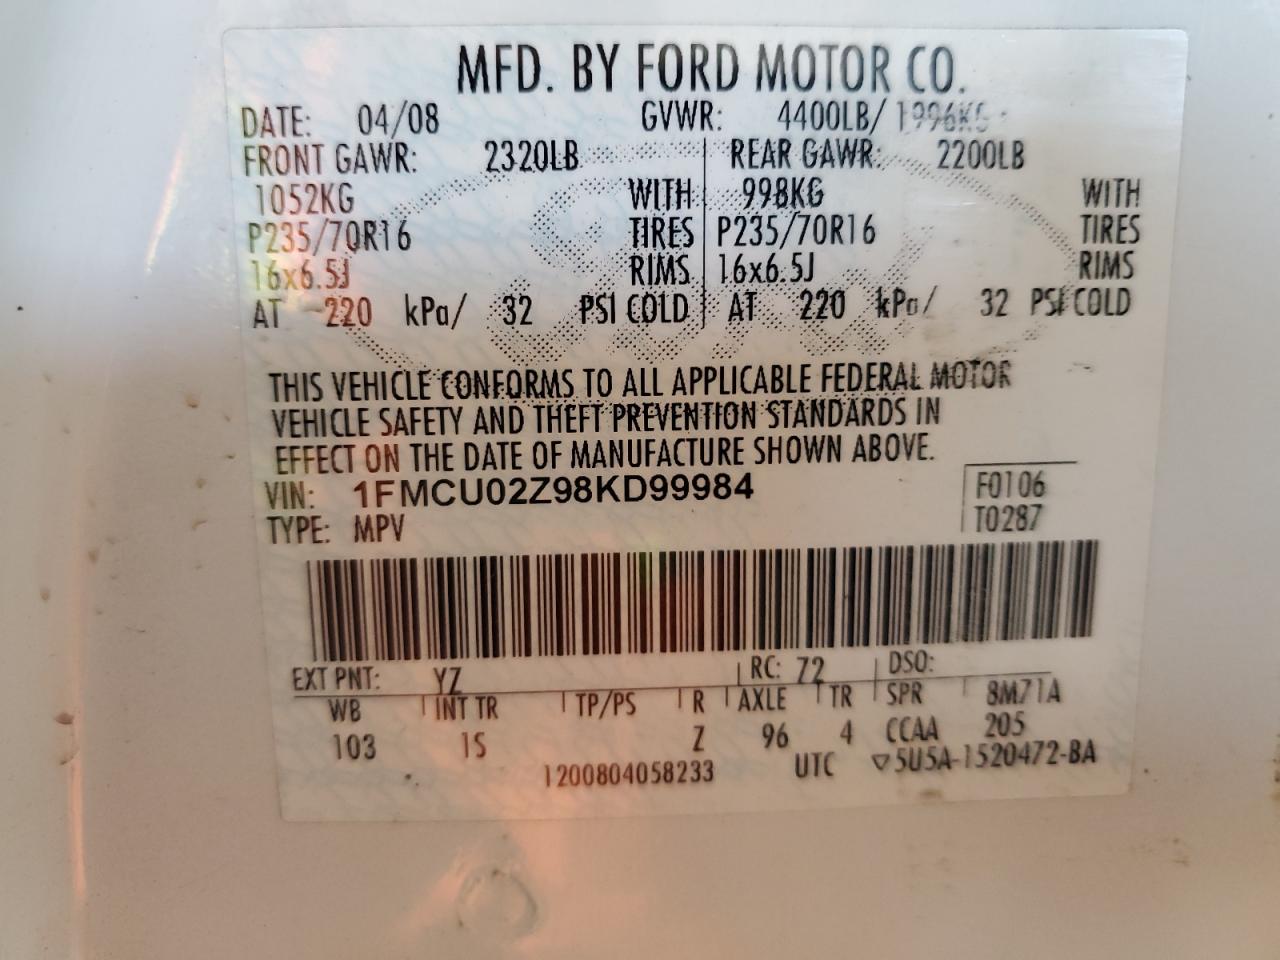 MFD. BY FORD MOTOR CO.
DATE: 04/08 GVWR: 4400LB/ 1996KG
FRONT GAWR: 2320LB REAR GAWR: 2200LB
1052KG WITH 998KG WITH
P235/70R16 TIRES P235/70R16 TIRES
16x6.5J RIMS 16x6.5J RIMS
AT 220 kPa/ 32 PSI COLD AT 220 kPa/ 32 PSI COLD
THIS VEHICLE CONFORMS TO ALL APPLICABLE FEDERAL MOTOR
VEHICLE SAFETY AND THEFT PREVENTION STANDARDS IN
EFFECT ON THE DATE OF MANUFACTURE SHOWN ABOVE.
VIN: 1FMCU02Z98KD99984 F0106
TYPE: MPV T0287
EXT PNT: YZ RC: 72 DSO:
WB INT TR TP/PS R AXLE TR SPR 8M71A
103 1S Z 96 4 CCAA 205
1200804058233 UTC ▽5U5A-1520472-BA